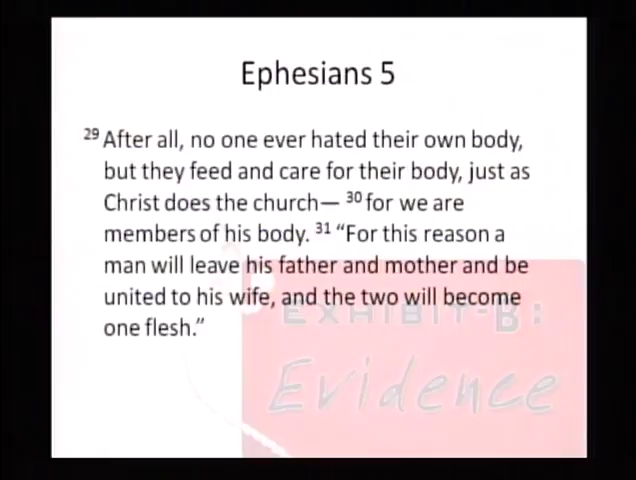 Ephesians 5
29 After all, no one ever hated their own body,
but they feed and care for their body, just as
Christ does the church— 30 for we are
members of his body. 31 “For this reason a
man will leave his father and mother and be
united to his wife, and the two will become
one flesh.”
EXHIBIT-B:
Evidence